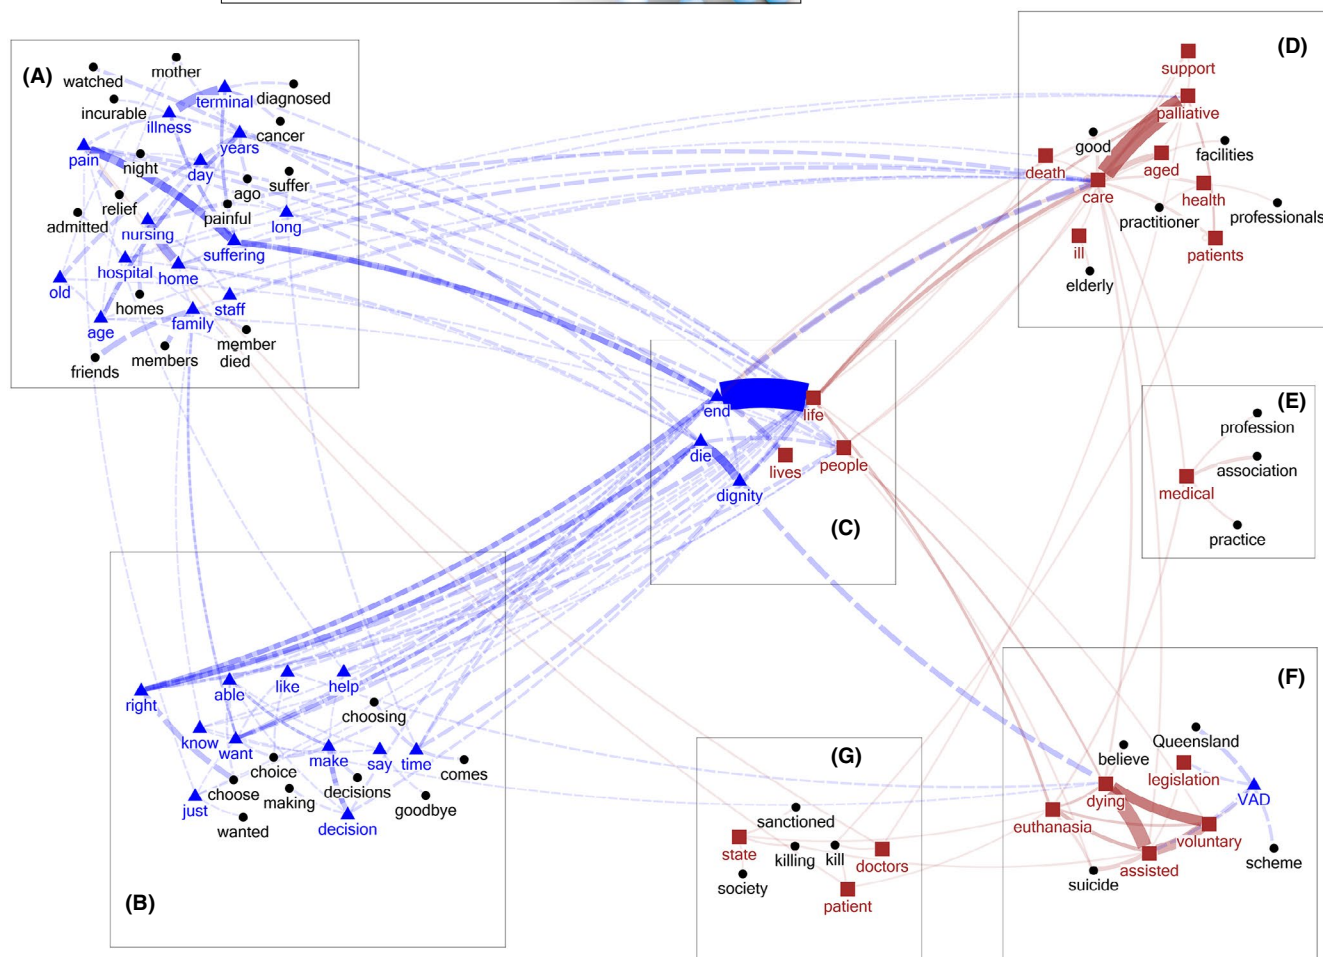 (A)
watched
mother
terminal
diagnosed
incurable
illness
cancer
years
pain
night
day
suffer
ago
relief
painful
admitted
nursing
long
suffering
hospital
home
old
homes
staff
age
family
member
died
members
friends
(D)
support
palliative
good
facilities
death
aged
care
health
practitioner
professionals
ill
patients
elderly
end
life
die
lives
people
dignity
(C)
(E)
profession
association
medical
practice
right
able
like
help
choosing
know
want
make
say
time
choice
comes
choose
decisions
making
just
goodbye
wanted
decision
(B)
(G)
sanctioned
state
killing
kill
doctors
society
patient
(F)
Queensland
believe
legislation
dying
VAD
euthanasia
voluntary
assisted
scheme
suicide